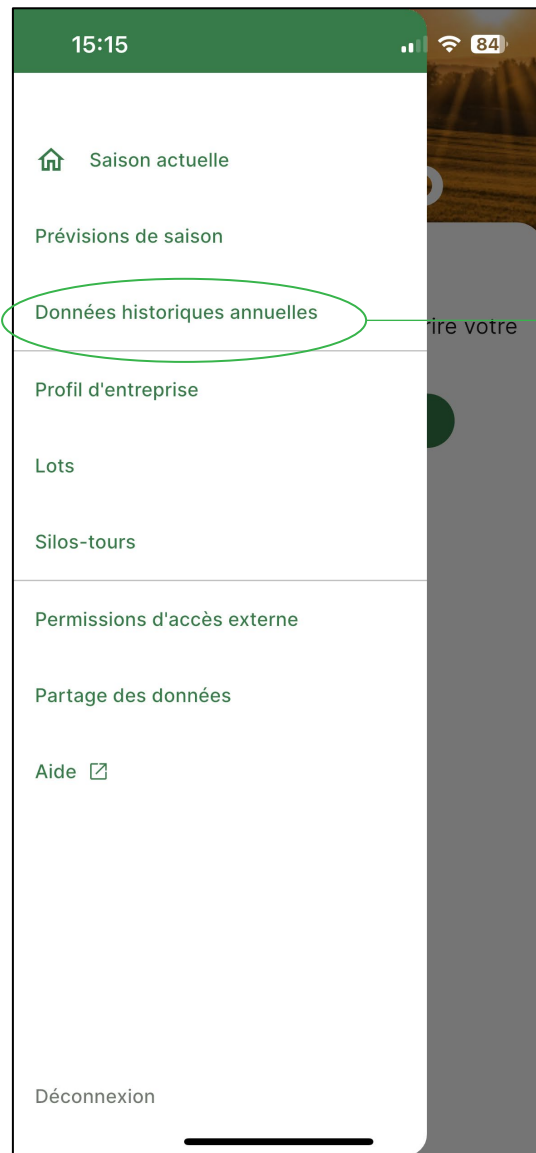 15:15
84
Saison actuelle
Prévisions de saison
Données historiques annuelles
rire votre
Profil d'entreprise
Lots
Silos-tours
Permissions d'accès externe
Partage des données
Aide
Déconnexion